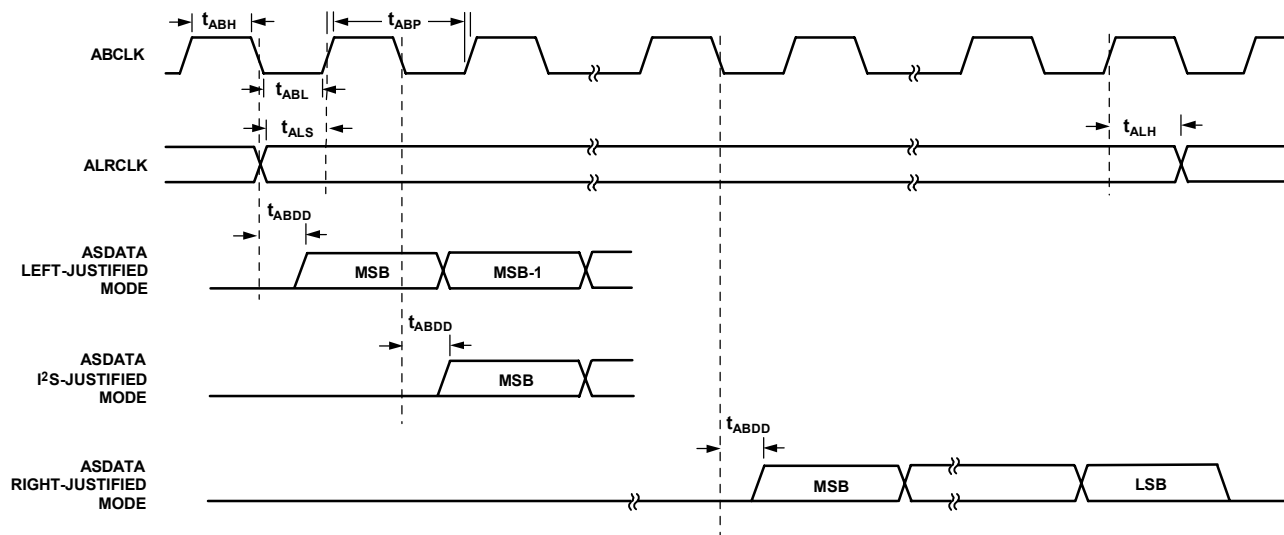 tABH
tABP
ABCLK
tABL
tALS
tALH
ALRCLK
tABDD
ASDATA
LEFT-JUSTIFIED
MODE
MSB
MSB-1
tABDD
ASDATA
I²S-JUSTIFIED
MODE
MSB
tABDD
ASDATA
RIGHT-JUSTIFIED
MODE
MSB
LSB